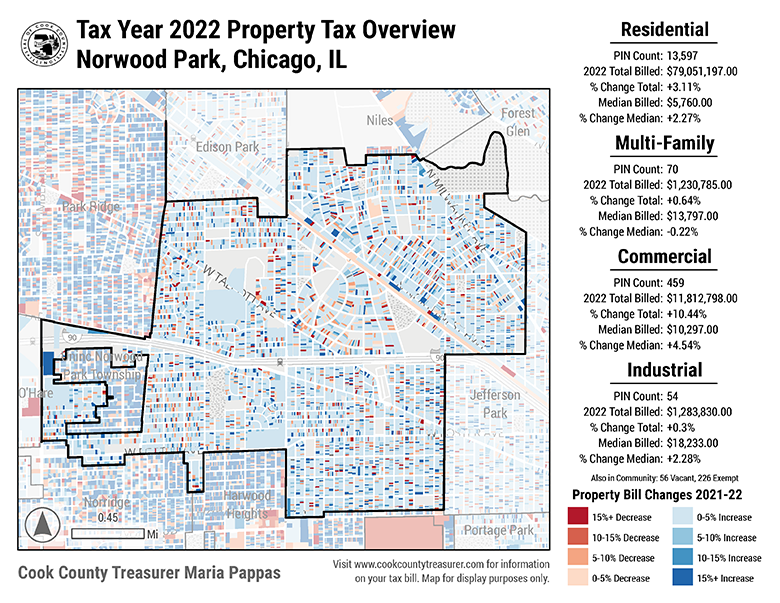 Tax Year 2022 Property Tax Overview
Norwood Park, Chicago, IL
Niles
Forest
Glen
Edison Park
Park Ridge
90
Park Township
90
O'Hare
Jefferson
Park
Norridge
Harwood
Heights
Portage Park
0.45
Mi
Cook County Treasurer Maria Pappas
Visit www.cookcountytreasurer.com for information
on your tax bill. Map for display purposes only.
Residential
PIN Count: 13,597
2022 Total Billed: $79,051,197.00
% Change Total: +3.11%
Median Billed: $5,760.00
% Change Median: +2.27%
Multi-Family
PIN Count: 70
2022 Total Billed: $1,230,785.00
% Change Total: +0.64%
Median Billed: $13,797.00
% Change Median: -0.22%
Commercial
PIN Count: 459
2022 Total Billed: $11,812,798.00
% Change Total: +10.44%
Median Billed: $10,297.00
% Change Median: +4.54%
Industrial
PIN Count: 54
2022 Total Billed: $1,283,830.00
% Change Total: +0.3%
Median Billed: $18,233.00
% Change Median: +2.28%
Also in Community: 56 Vacant, 226 Exempt
Property Bill Changes 2021-22
15%+ Decrease
0-5% Increase
10-15% Decrease
5-10% Increase
5-10% Decrease
10-15% Increase
0-5% Decrease
15%+ Increase